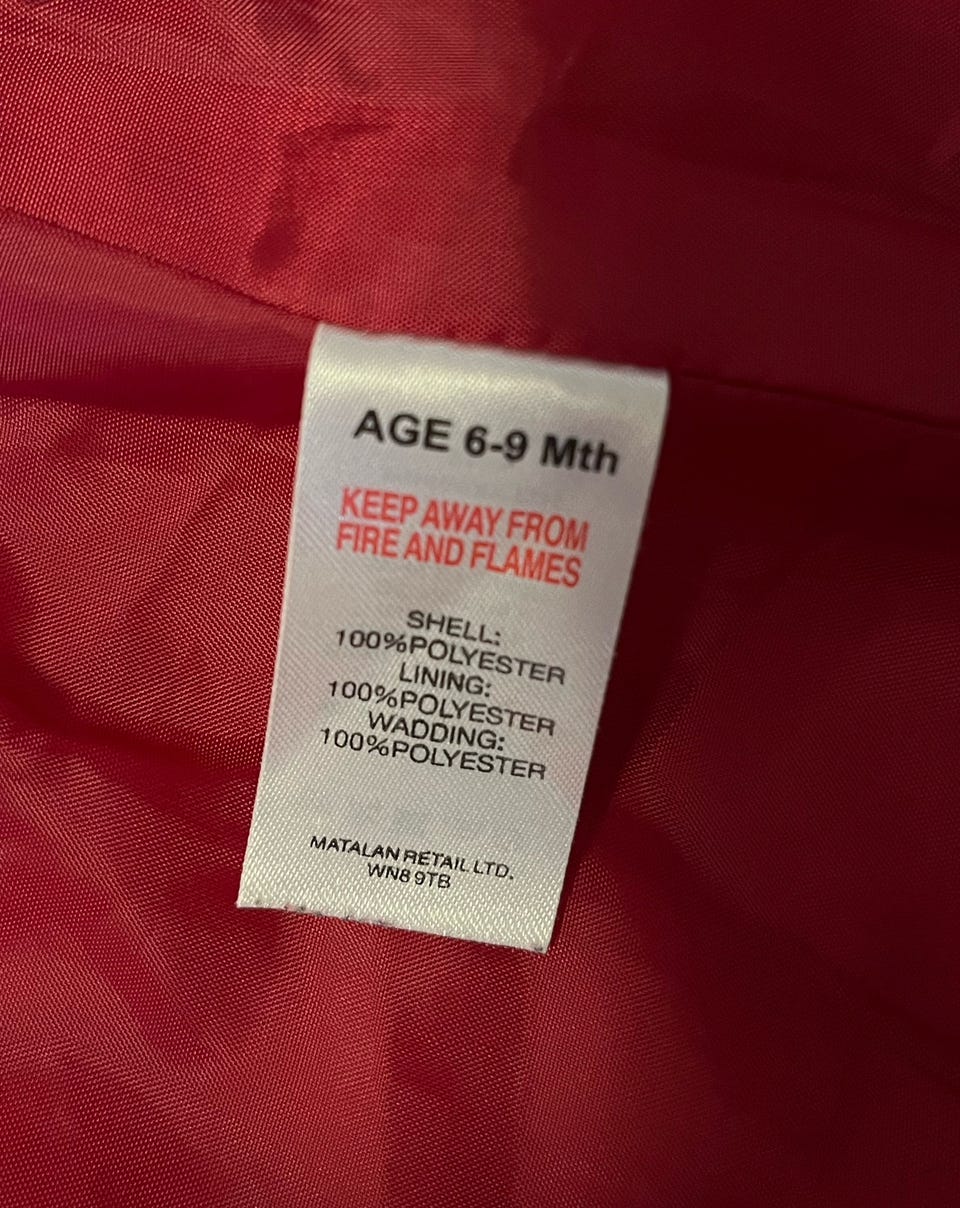 AGE 6-9 Mth
KEEP AWAY FROM
FIRE AND FLAMES
SHELL:
100%POLYESTER
LINING:
100%POLYESTER
WADDING:
100%POLYESTER
MATALAN RETAIL LTD.
WN8 9TB